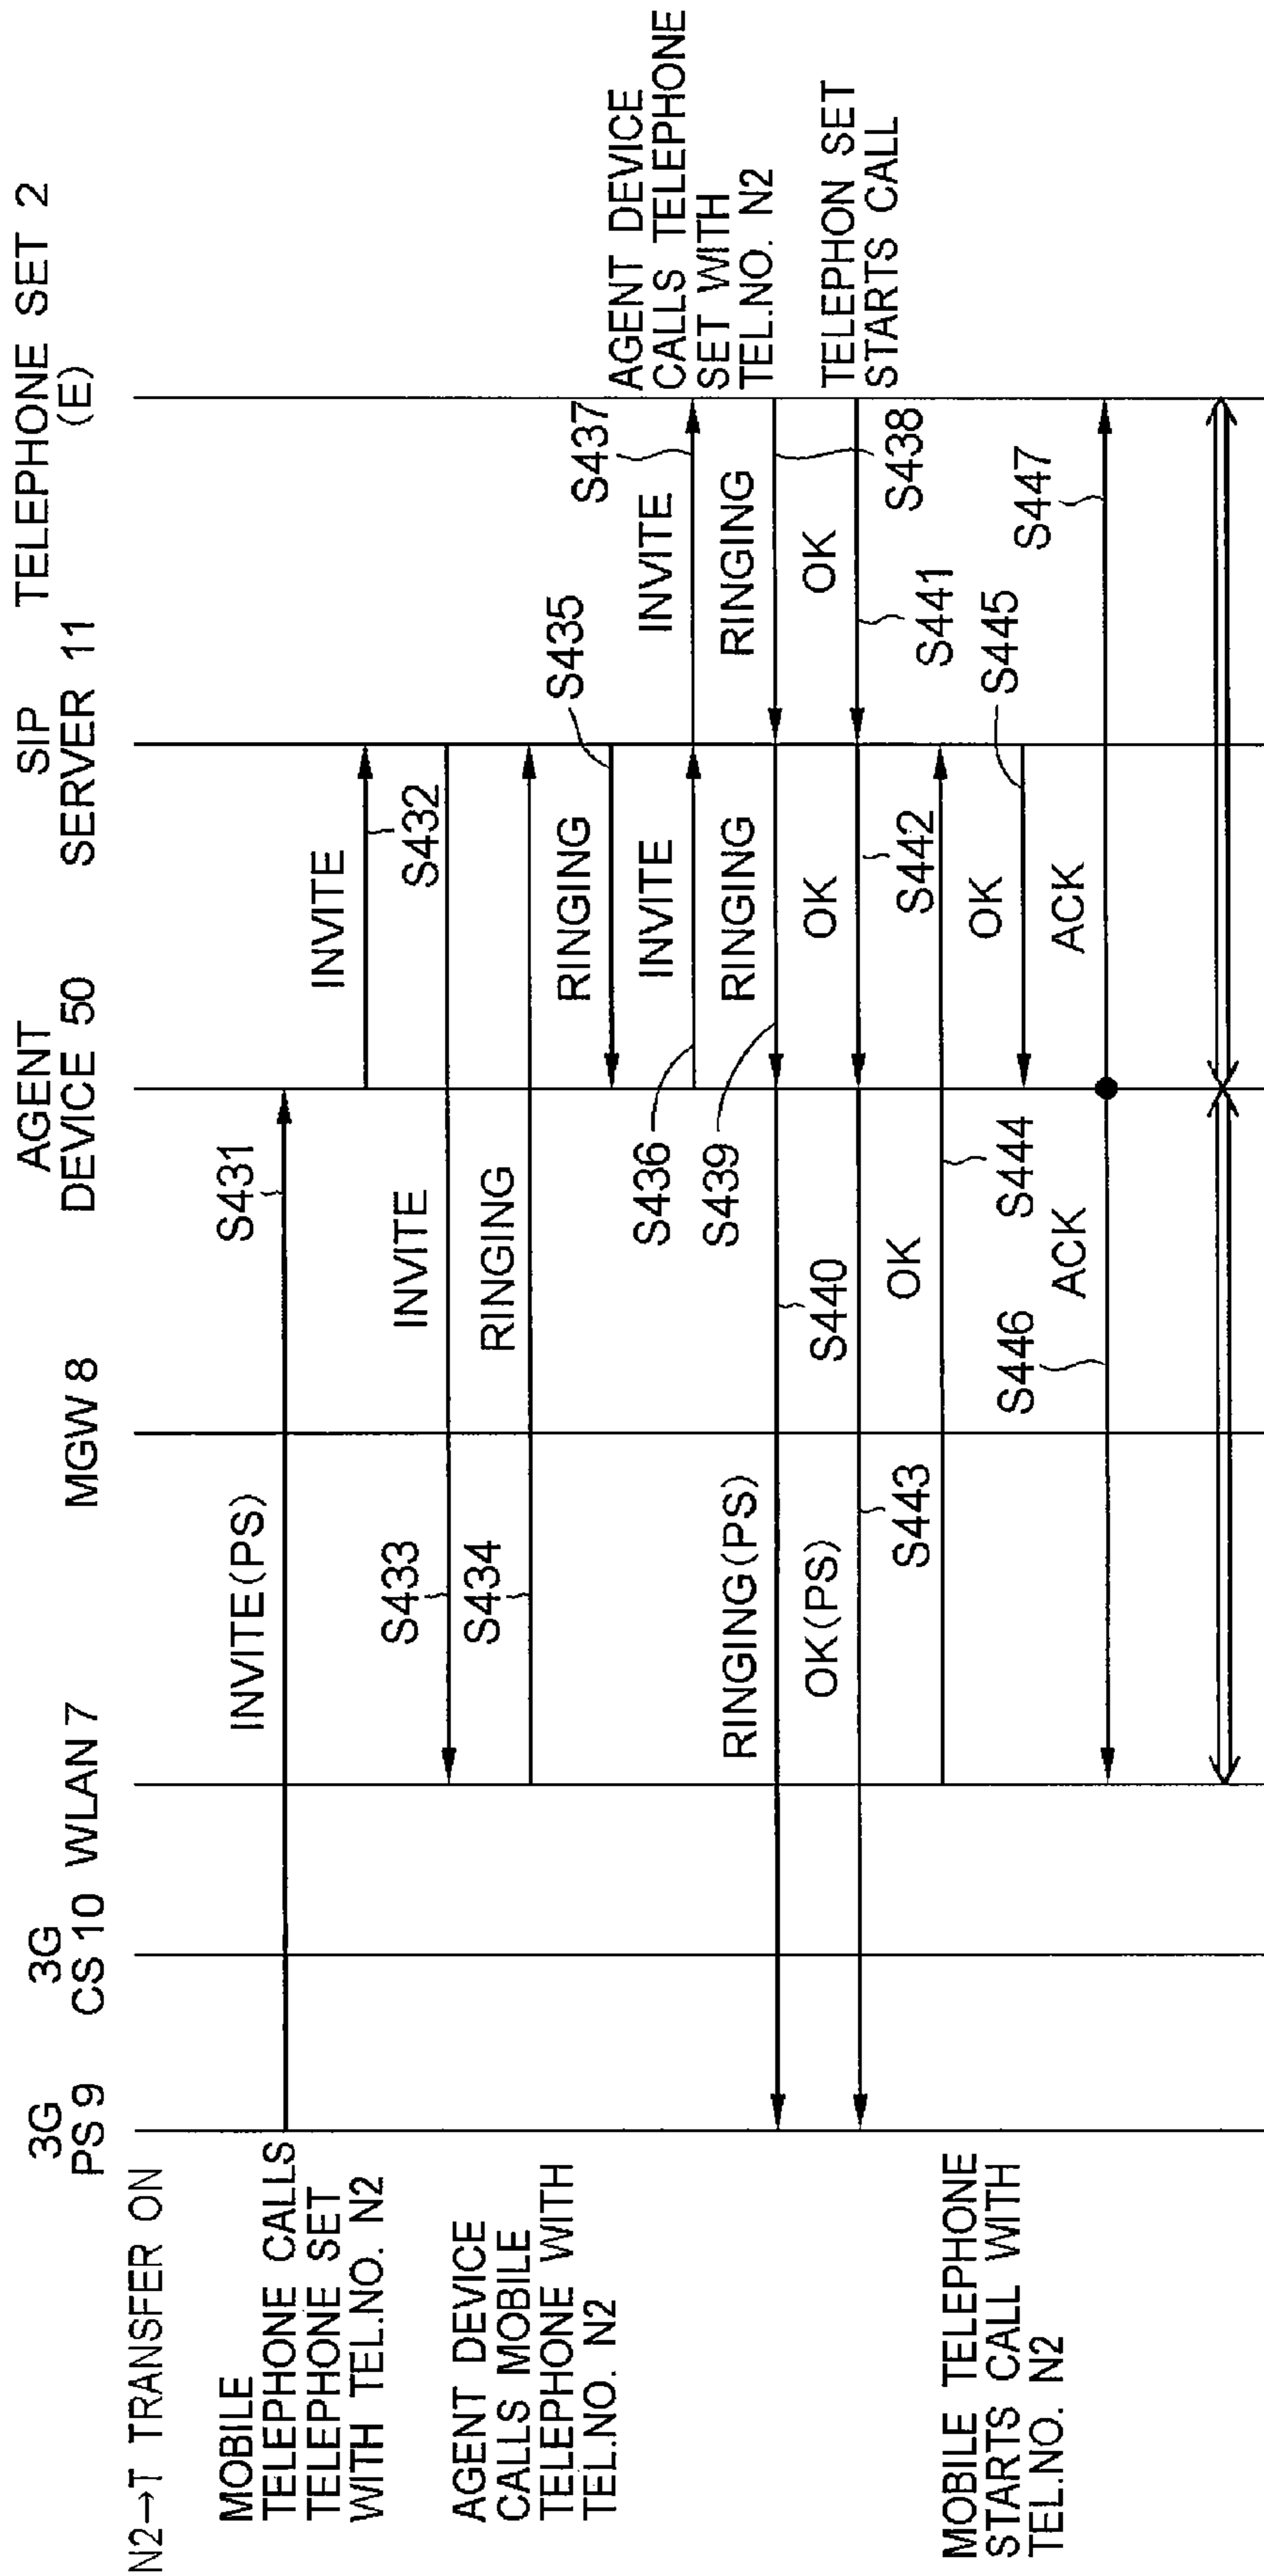 3G
PS 9
3G
CS 10
WLAN 7
MGW 8
AGENT
DEVICE 50
SIP
SERVER 11
TELEPHONE SET 2
(E)
N2→T TRANSFER ON
MOBILE
TELEPHONE CALLS
TELEPHONE SET
WITH TEL.NO. N2
INVITE(PS)
S431
INVITE
S432
AGENT DEVICE
CALLS MOBILE
TELEPHONE WITH
TEL.NO. N2
S433
INVITE
S434
RINGING
RINGING
S435
S436
INVITE
INVITE
S437
AGENT DEVICE
CALLS TELEPHONE
SET WITH
TEL.NO. N2
RINGING(PS)
S440
S439
RINGING
RINGING
S438
OK(PS)
S443
OK
S442
OK
S441
TELEPHON SET
STARTS CALL
MOBILE TELEPHONE
STARTS CALL WITH
TEL.NO. N2
OK
S444
OK
S445
S446
ACK
ACK
S447